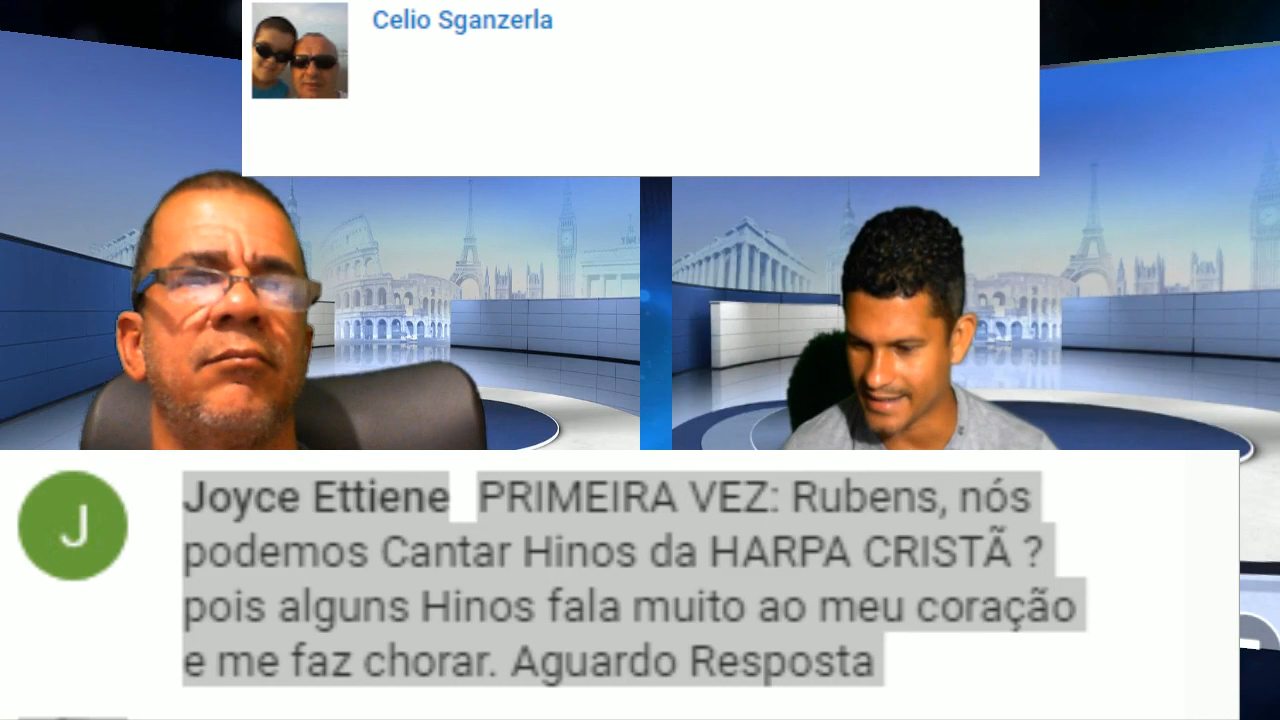 Celio Sganzerla
J
Joyce Ettiene PRIMEIRA VEZ: Rubens, nós
podemos Cantar Hinos da HARPA CRISTÃ ?
pois alguns Hinos fala muito ao meu coração
e me faz chorar. Aguardo Resposta